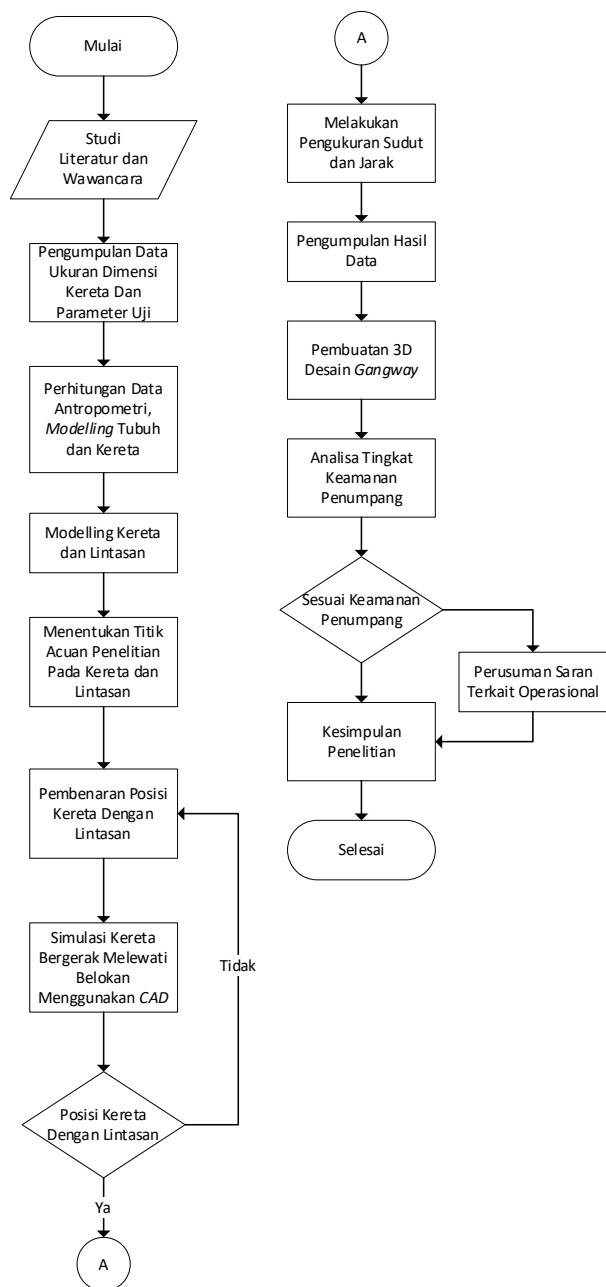 Mulai
Studi
Literatur dan
Wawancara
Pengumpulan Data
Ukuran Dimensi
Kereta Dan
Parameter Uji
Perhitungan Data
Antropometri,
Modelling Tubuh
dan Kereta
Modelling Kereta
dan Lintasan
Menentukan Titik
Acuan Penelitian
Pada Kereta dan
Lintasan
Pembenaran Posisi
Kereta Dengan
Lintasan
Simulasi Kereta
Bergerak Melewati
Belokan
Menggunakan CAD
Tidak
Posisi Kereta
Dengan Lintasan
Ya
A
A
Melakukan
Pengukuran Sudut
dan Jarak
Pengumpulan Hasil
Data
Pembuatan 3D
Desain Gangway
Analisa Tingkat
Keamanan
Penumpang
Sesuai Keamanan
Penumpang
Perusuman Saran
Terkait Operasional
Kesimpulan
Penelitian
Selesai